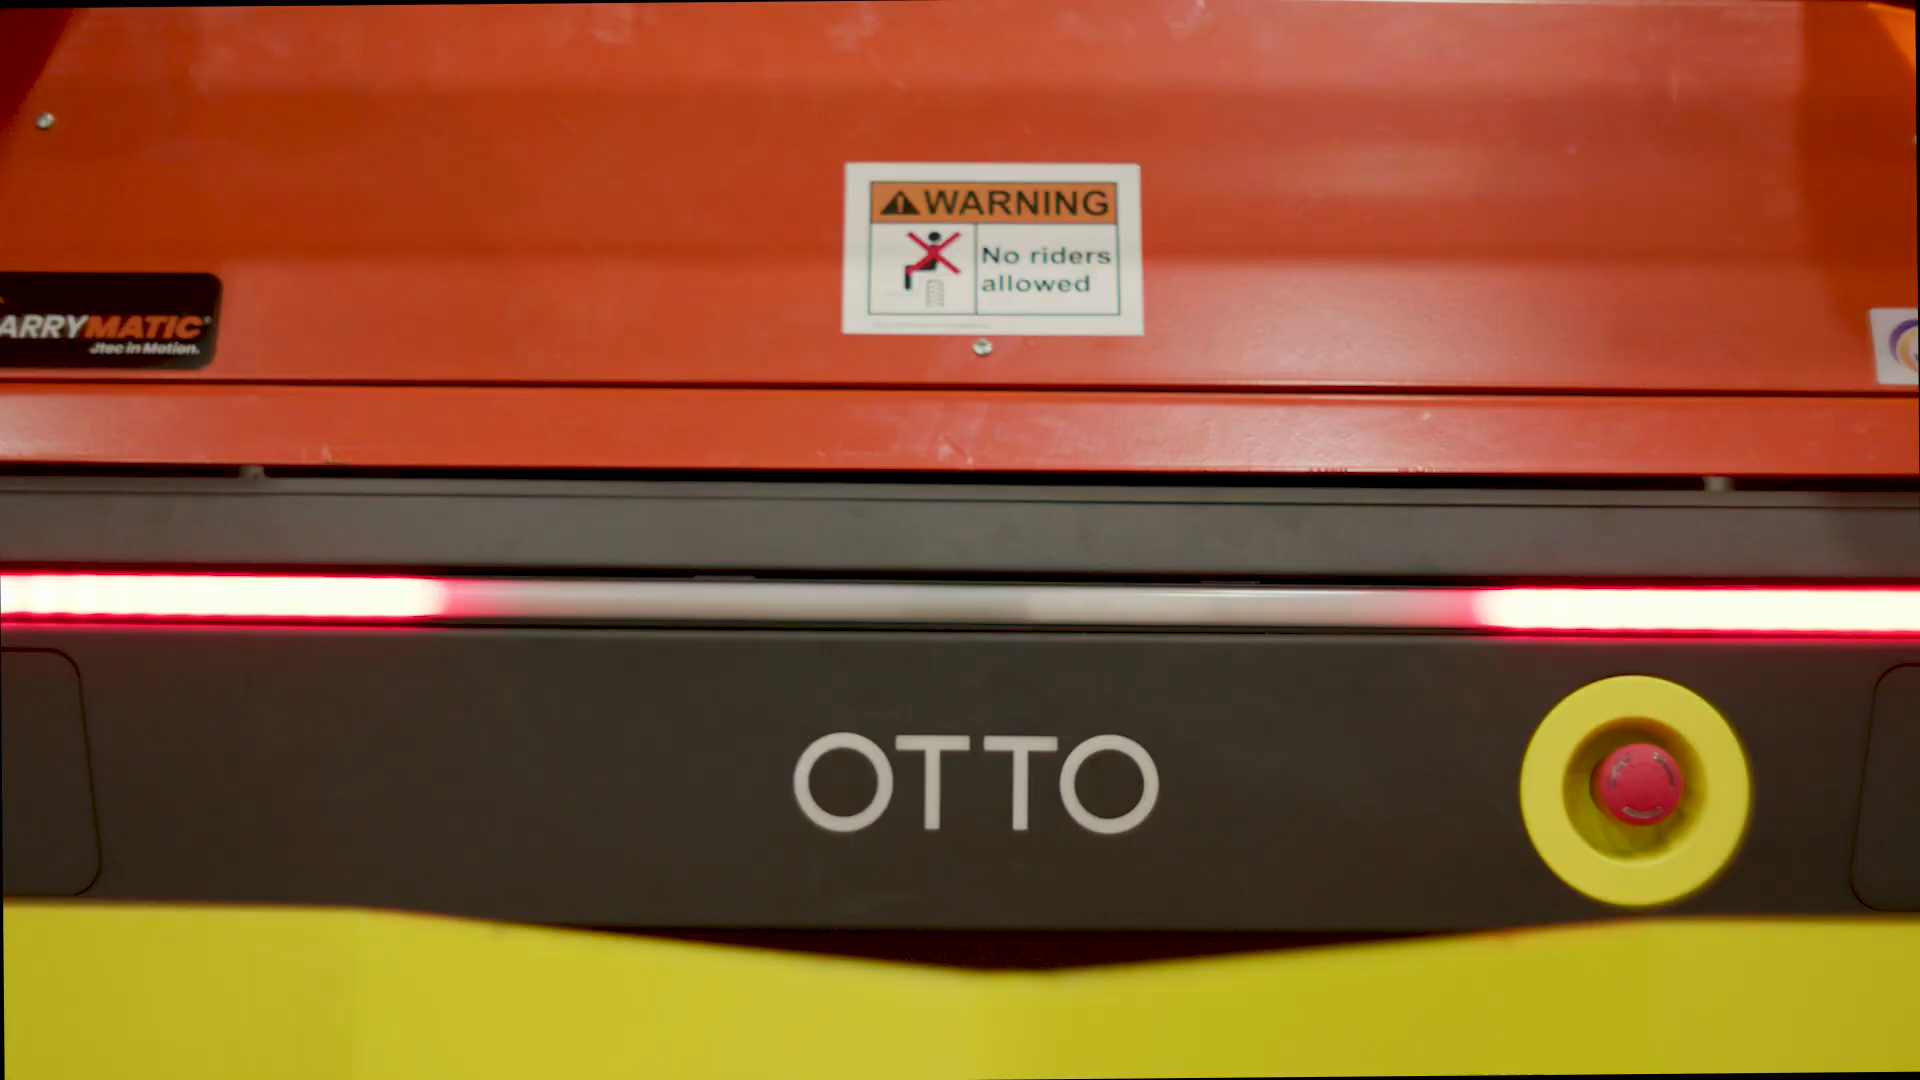 WARNING
No riders
allowed
ARRYMATIC
Jtec in Motion.
OTTO